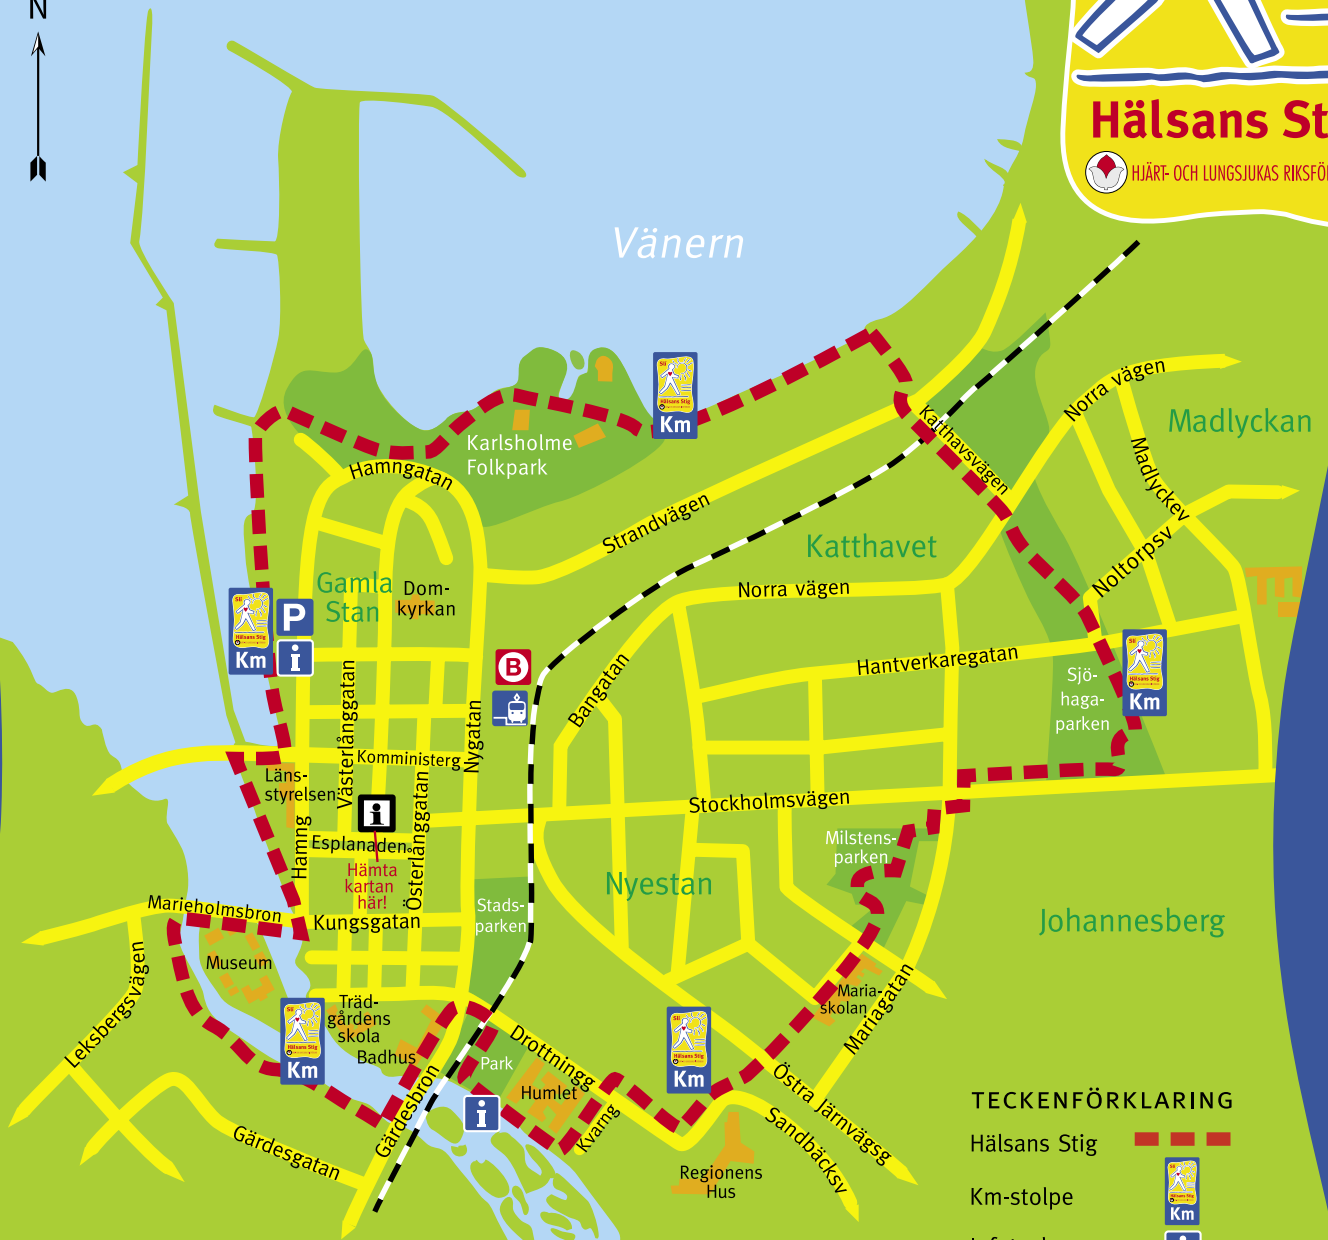 N
Hälsans St
HJÄRT- OCH LUNGSJUKAS RIKSFÖ
Vänern
Km
Karlsholme
Folkpark
Hamngatan
Strandvägen
Katthavsvägen
Norra vägen
Madlyckan
Madlyckev
Noltorpsv
Katthavet
Norra vägen
Hantverkaregatan
Gamla
Stan
Dom-
kyrkan
P
i
Km
B
Bangatan
Sjö-
haga-
parken
Km
Västerlånggatan
Nygatan
Komministerg
Läns-
styrelsen
Österlånggatan
Hamng
i
Esplanaden
Hämta
kartan
här!
Stockholmsvägen
Milstens-
parken
Nyestan
Johannesberg
Marieholmsbron
Kungsgatan
Stads-
parken
Museum
Leksbergsvägen
Träd-
gårdens
skola
Badhus
Km
Gärdesbron
Gärdesgatan
Park
Drottningg
Humlet
Kvarng
i
Km
Maria-
skolan
Mariagatan
Östra Järnvägsg
Sandbäcksv
Regionens
Hus
TECKENFÖRKLARING
Hälsans Stig
Km-stolpe
Km